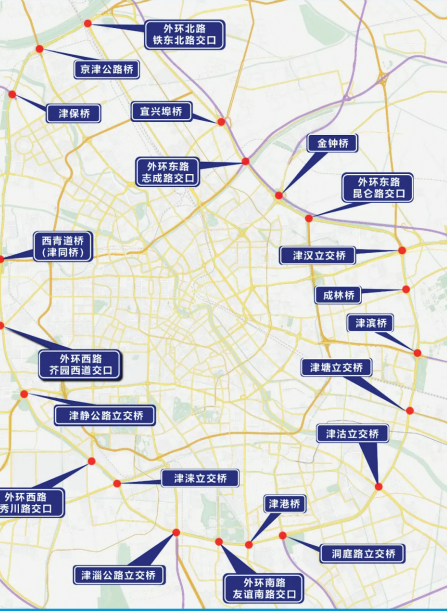 外环北路
铁东北路交口
京津公路桥
津保桥
宜兴埠桥
金钟桥
外环东路
志成路交口
外环东路
昆仑路交口
西青道桥
(津同桥)
津汉立交桥
成林桥
津滨桥
外环西路
芥园西道交口
津塘立交桥
津静公路立交桥
津沽立交桥
津涞立交桥
外环西路
秀川路交口
津港桥
洞庭路立交桥
津淄公路立交桥
外环南路
友谊南路交口